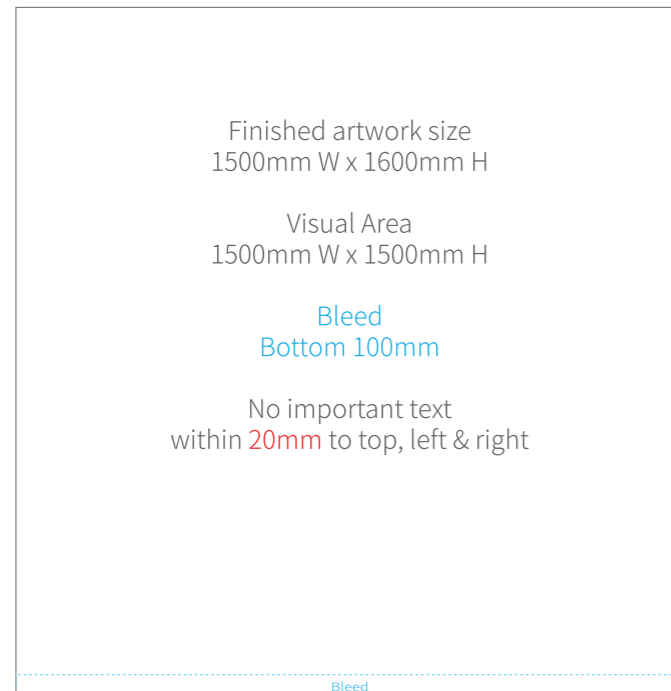 Finished artwork size
1500mm W x 1600mm H
Visual Area
1500mm W x 1500mm H
Bleed
Bottom 100mm
No important text
within 20mm to top, left & right
Bleed